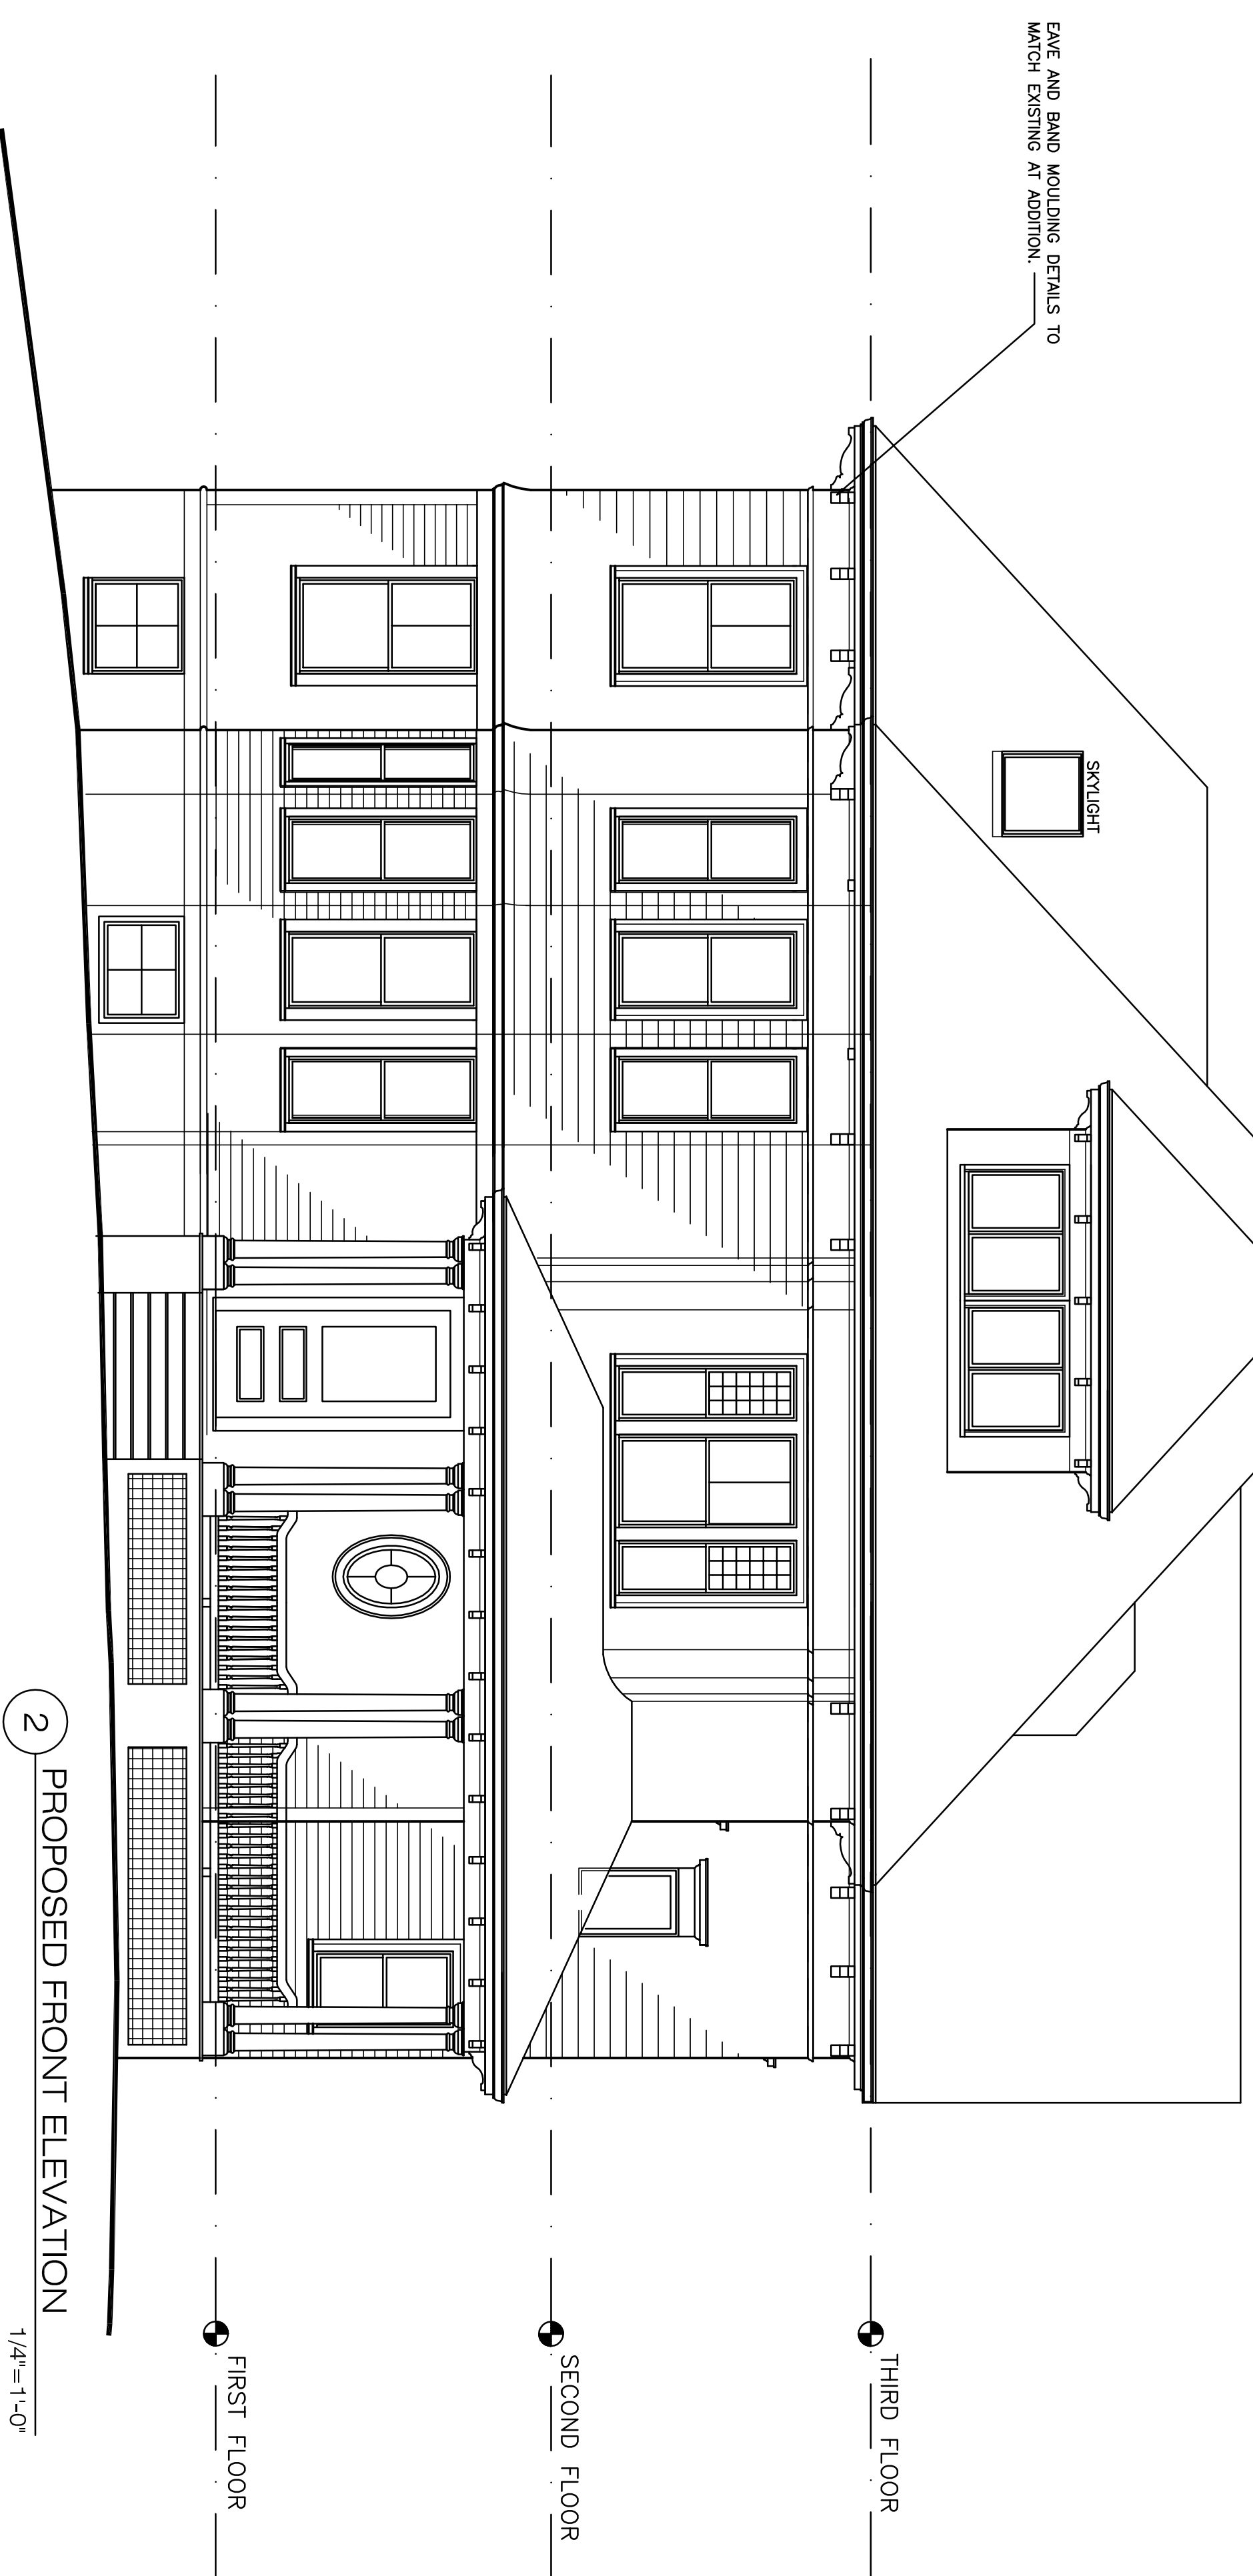 EAVE AND BAND MOULDING DETAILS TO
MATCH EXISTING AT ADDITION.
SKYLIGHT
THIRD FLOOR
SECOND FLOOR
FIRST FLOOR
2
PROPOSED FRONT ELEVATION
1/4"=1'-0"